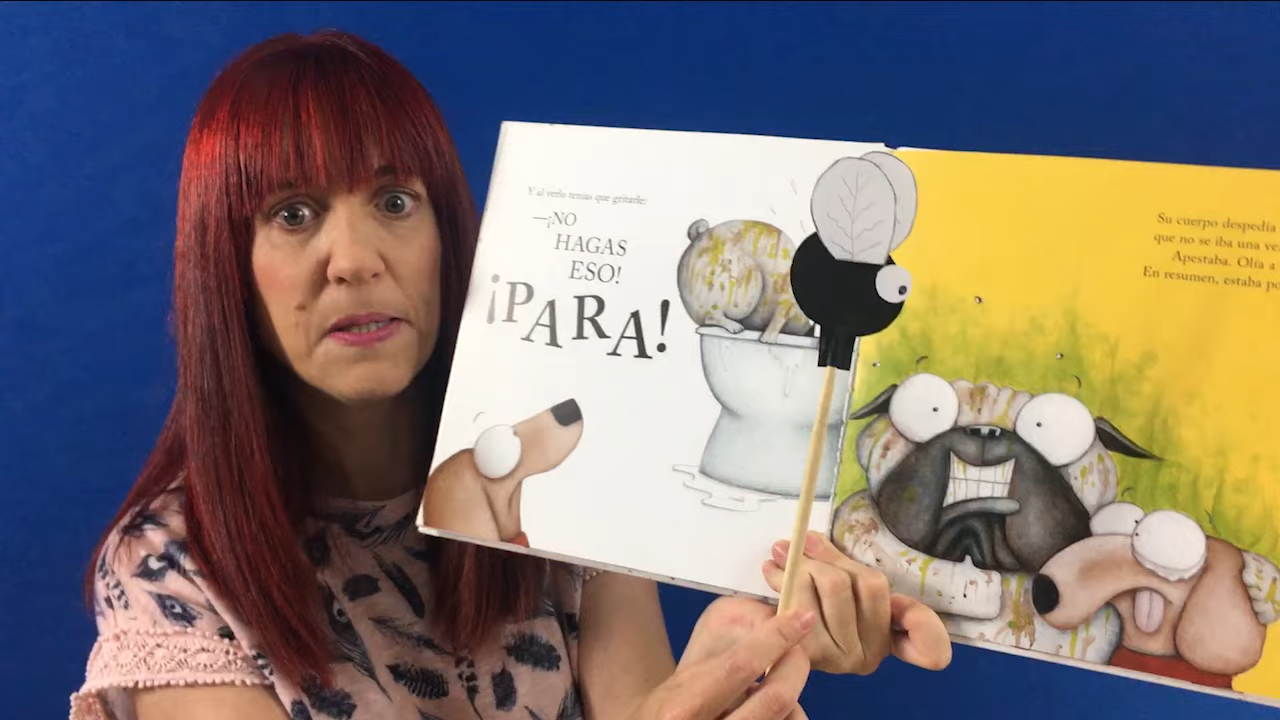 Y al verlo tenías que gritarle:
—¡NO
HAGAS
ESO!
¡PARA!
Su cuerpo despedía
que no se iba una ve
Apestaba. Olía a
En resumen, estaba po